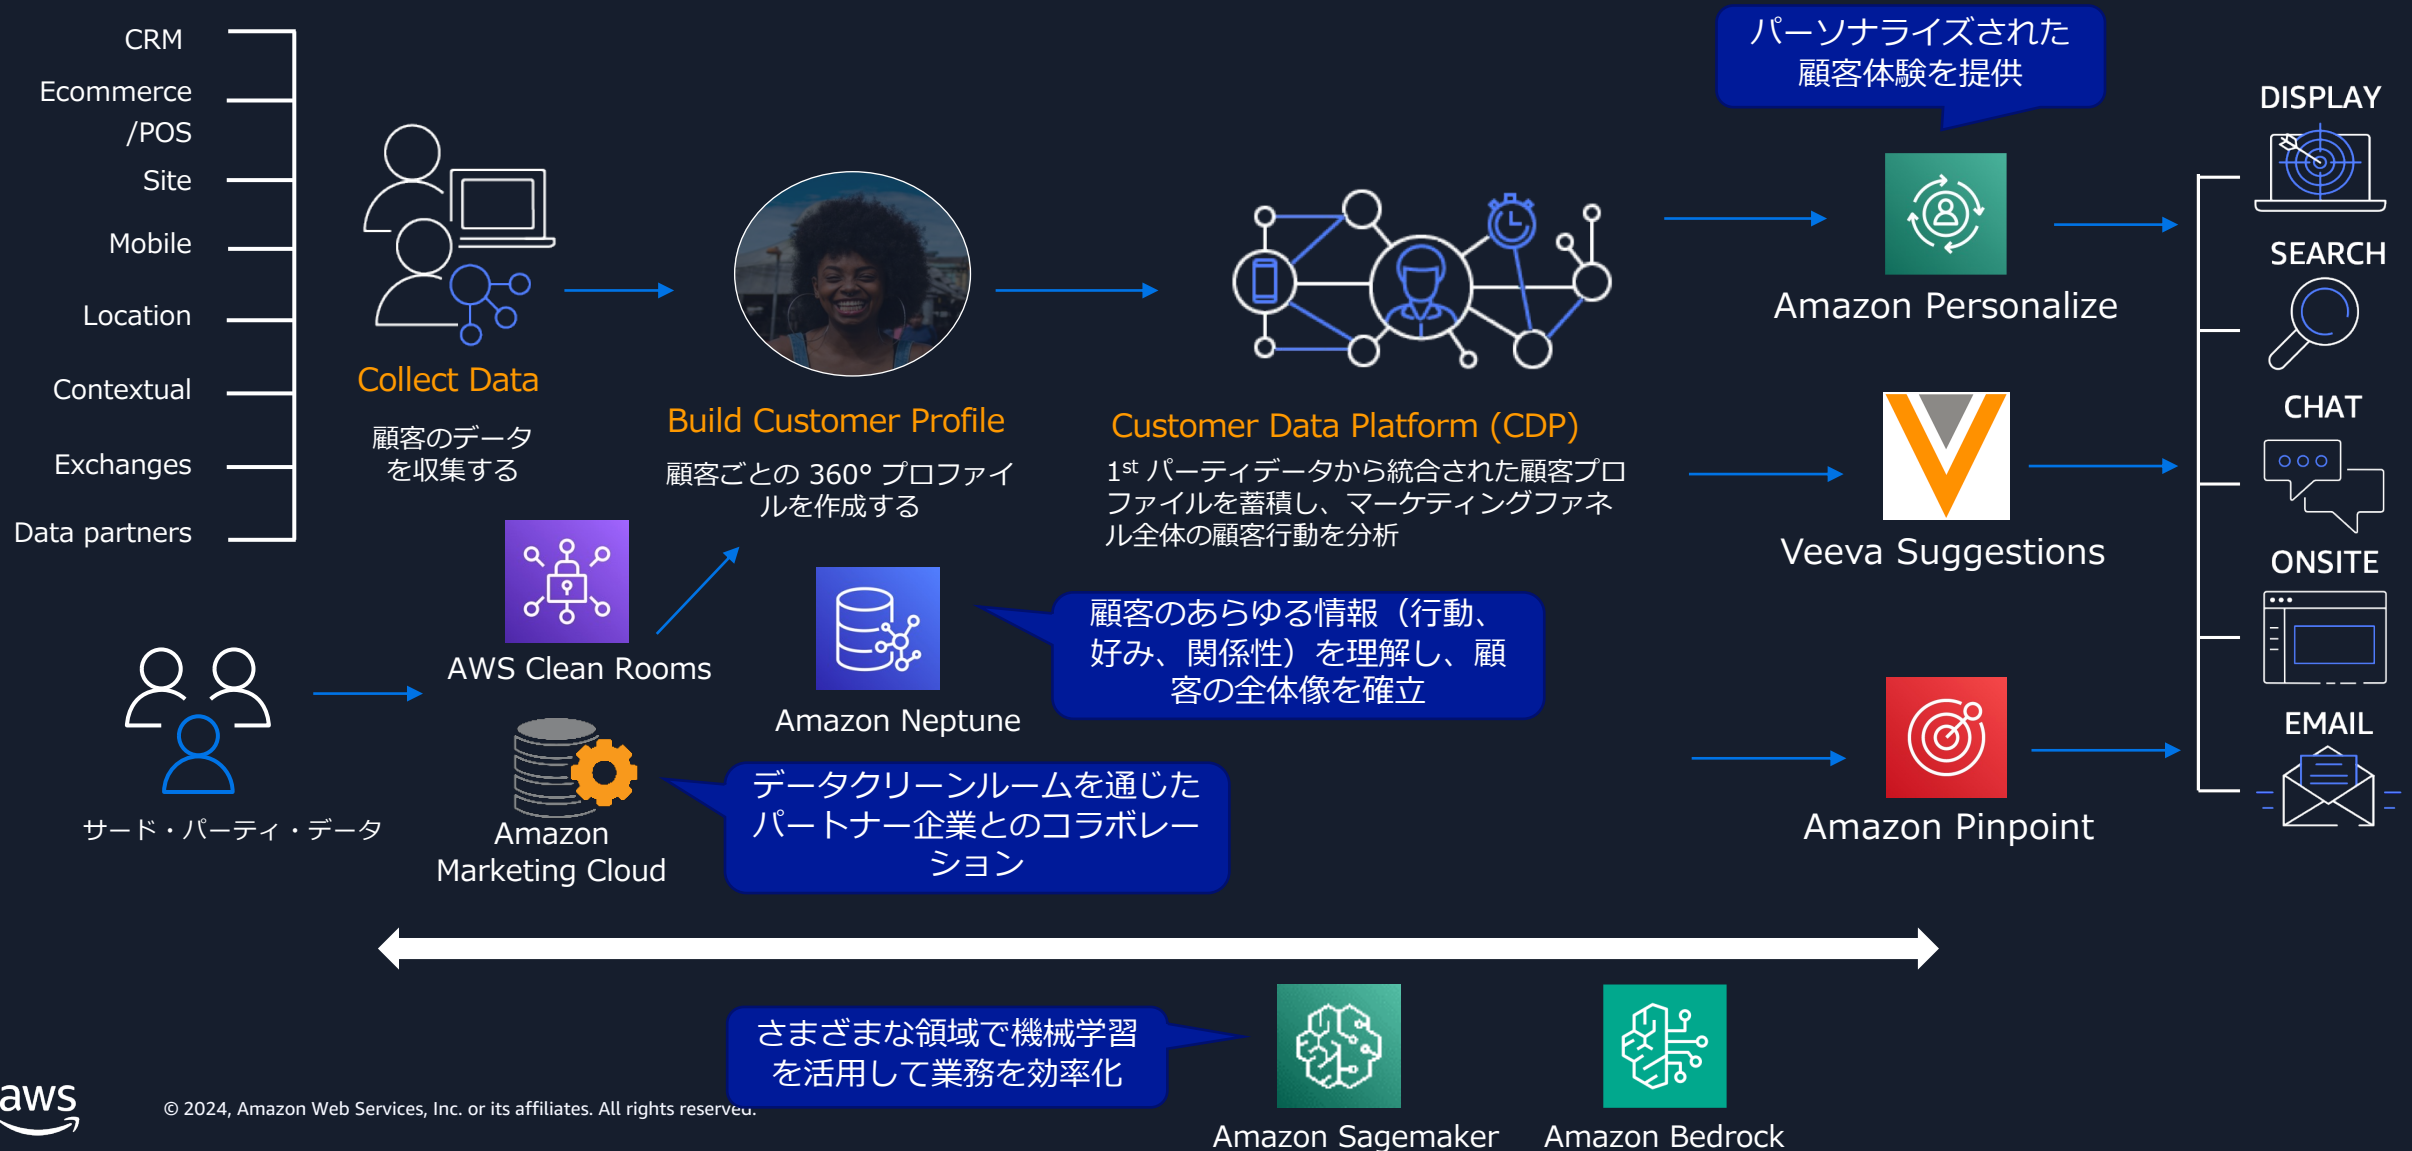 CRM
Ecommerce
/POS
Site
Mobile
Location
Contextual
Exchanges
Data partners
Collect Data
顧客のデータ
を収集する
Build Customer Profile
顧客ごとの 360° プロファイ
ルを作成する
Customer Data Platform (CDP)
1st パーティデータから統合された顧客プロ
ファイルを蓄積し、マーケティングファネ
ル全体の顧客行動を分析
パーソナライズされた
顧客体験を提供
Amazon Personalize
Veeva Suggestions
Amazon Pinpoint
DISPLAY
SEARCH
CHAT
ONSITE
EMAIL
サード・パーティ・データ
AWS Clean Rooms
Amazon
Marketing Cloud
Amazon Neptune
顧客のあらゆる情報（行動、
好み、関係性）を理解し、顧
客の全体像を確立
データクリーンルームを通じた
パートナー企業とのコラボレー
ション
さまざまな領域で機械学習
を活用して業務を効率化
Amazon Sagemaker
Amazon Bedrock
aws
© 2024, Amazon Web Services, Inc. or its affiliates. All rights reserved.